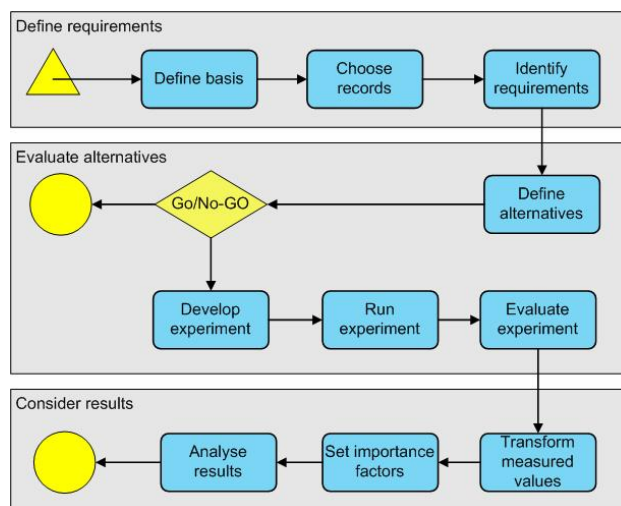 Define requirements
Define basis
Choose
records
Identify
requirements
Evaluate alternatives
Go/No-GO
Define
alternatives
Develop
experiment
Run
experiment
Evaluate
experiment
Consider results
Analyse
results
Set importance
factors
Transform
measured
values